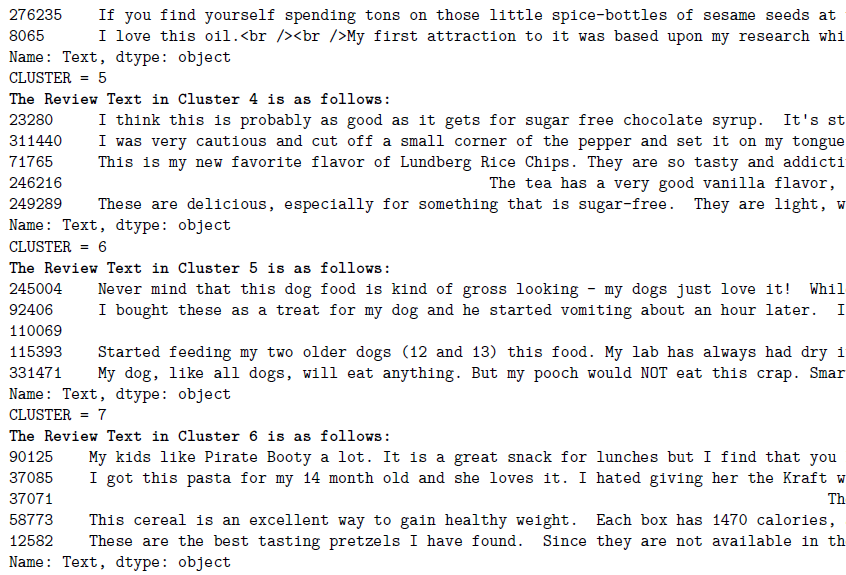 276235 If you find yourself spending tons on those little spice-bottles of sesame seeds at
8065 I love this oil.<br /><br />My first attraction to it was based upon my research whi
Name: Text, dtype: object
CLUSTER = 5
The Review Text in Cluster 4 is as follows:
23280 I think this is probably as good as it gets for sugar free chocolate syrup. It's st
311440 I was very cautious and cut off a small corner of the pepper and set it on my tongue
71765 This is my new favorite flavor of Lundberg Rice Chips. They are so tasty and addicti
246216 The tea has a very good vanilla flavor,
249289 These are delicious, especially for something that is sugar-free. They are light, w
Name: Text, dtype: object
CLUSTER = 6
The Review Text in Cluster 5 is as follows:
245004 Never mind that this dog food is kind of gross looking - my dogs just love it! Whil
92406 I bought these as a treat for my dog and he started vomiting about an hour later. I
110069
115393 Started feeding my two older dogs (12 and 13) this food. My lab has always had dry i
331471 My dog, like all dogs, will eat anything. But my pooch would NOT eat this crap. Smar
Name: Text, dtype: object
CLUSTER = 7
The Review Text in Cluster 6 is as follows:
90125 My kids like Pirate Booty a lot. It is a great snack for lunches but I find that you
37085 I got this pasta for my 14 month old and she loves it. I hated giving her the Kraft w
37071 Th
58773 This cereal is an excellent way to gain healthy weight. Each box has 1470 calories,
12582 These are the best tasting pretzels I have found. Since they are not available in th
Name: Text, dtype: object